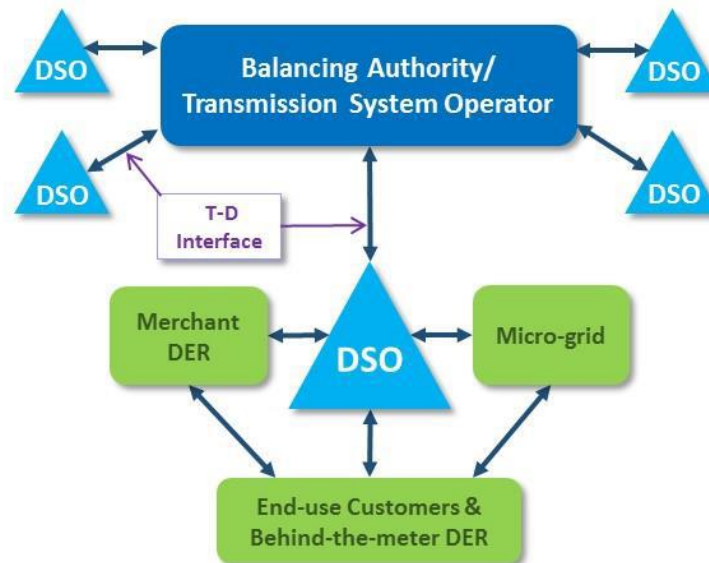 DSO
Balancing Authority/
Transmission System Operator
DSO
DSO
DSO
T-D
Interface
Merchant
DER
DSO
Micro-grid
End-use Customers &
Behind-the-meter DER